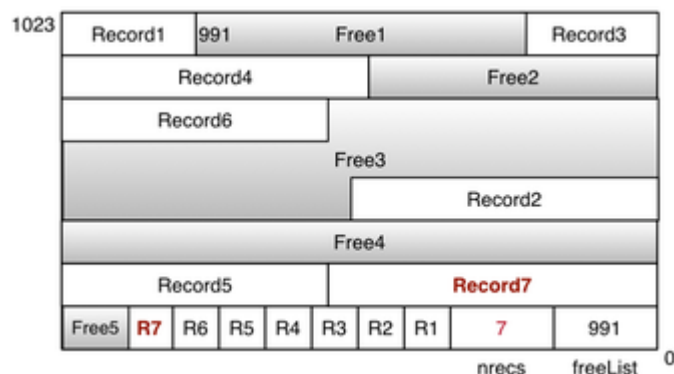 1023 Record1 991 Free1 Record3
Record4 Free2
Record6
Free3
Record2
Free4
Record5 Record7
Free5 R7 R6 R5 R4 R3 R2 R1 7 991
0
nrecs freeList